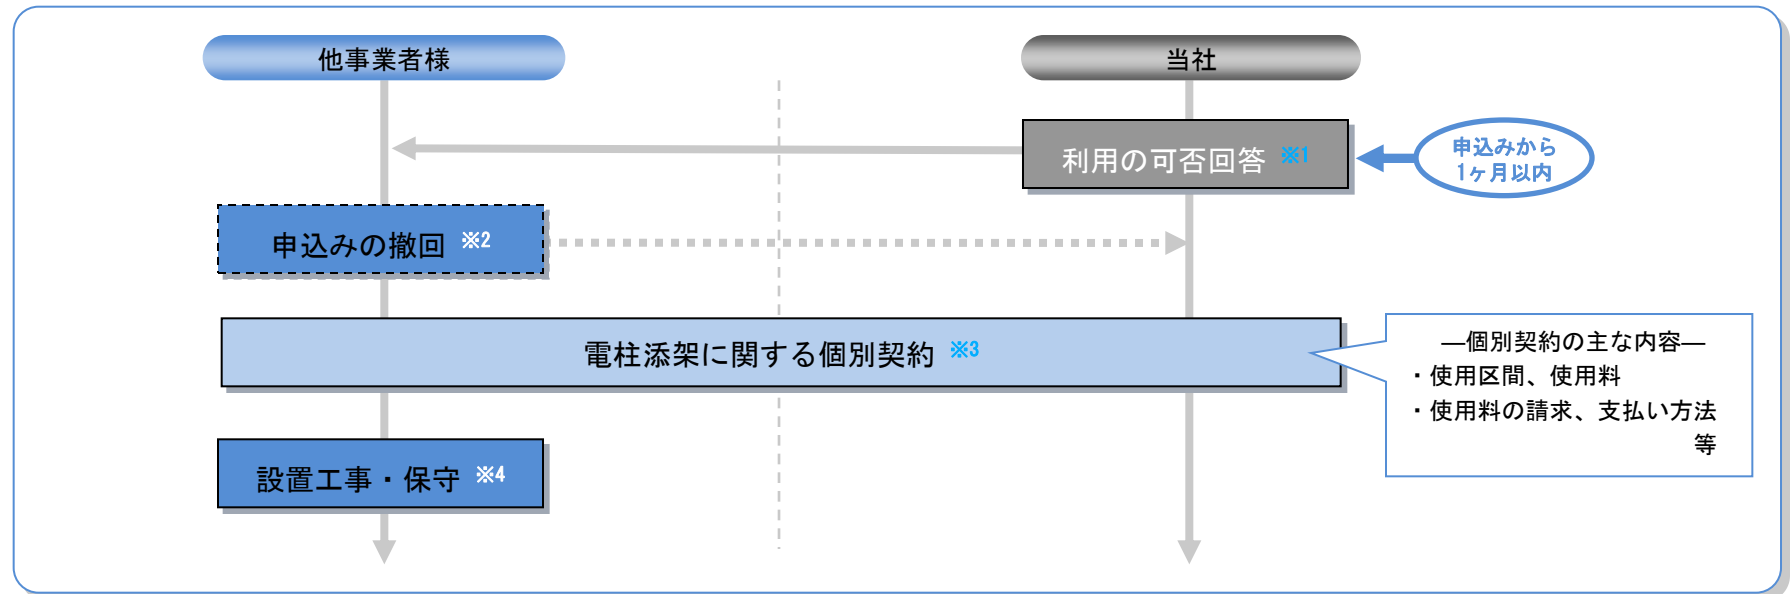 他事業者様
当社
利用の可否回答 ※1
申込みから
1ヶ月以内
申込みの撤回 ※2
電柱添架に関する個別契約 ※3
―個別契約の主な内容―
・使用区間、使用料
・使用料の請求、支払い方法
等
設置工事・保守 ※4